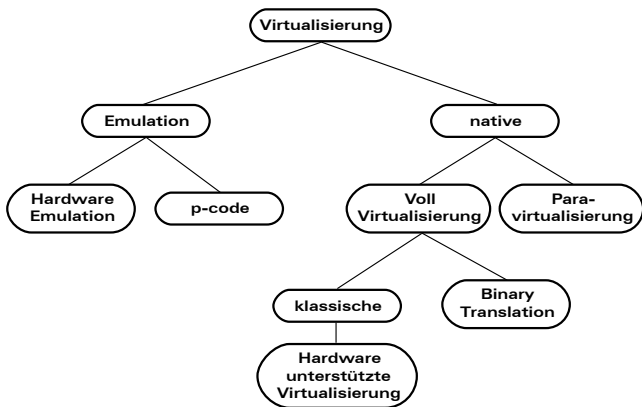 Virtualisierung
Emulation
native
Hardware
Emulation
p-code
Voll
Virtualisierung
Para-
virtualisierung
klassische
Binary
Translation
Hardware
unterstützte
Virtualisierung